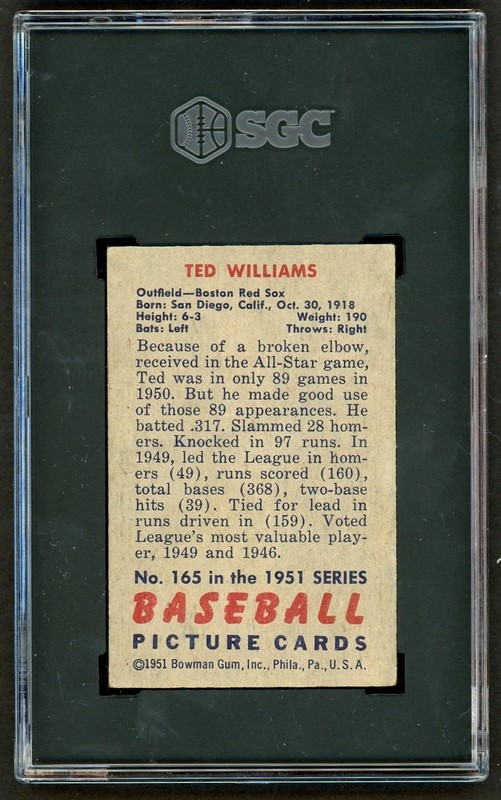 SGC
TED WILLIAMS
Outfield—Boston Red Sox
Born: San Diego, Calif., Oct. 30, 1918
Height: 6-3 Weight: 190
Bats: Left Throws: Right
Because of a broken elbow,
received in the All-Star game,
Ted was in only 89 games in
1950. But he made good use
of those 89 appearances. He
batted .317. Slammed 28 hom-
ers. Knocked in 97 runs. In
1949, led the League in hom-
ers (49), runs scored (160),
total bases (368), two-base
hits (39). Tied for lead in
runs driven in (159). Voted
League's most valuable play-
er, 1949 and 1946.
No. 165 in the 1951 SERIES
BASEBALL
PICTURE CARDS
©1951 Bowman Gum, Inc., Phila., Pa., U.S.A.